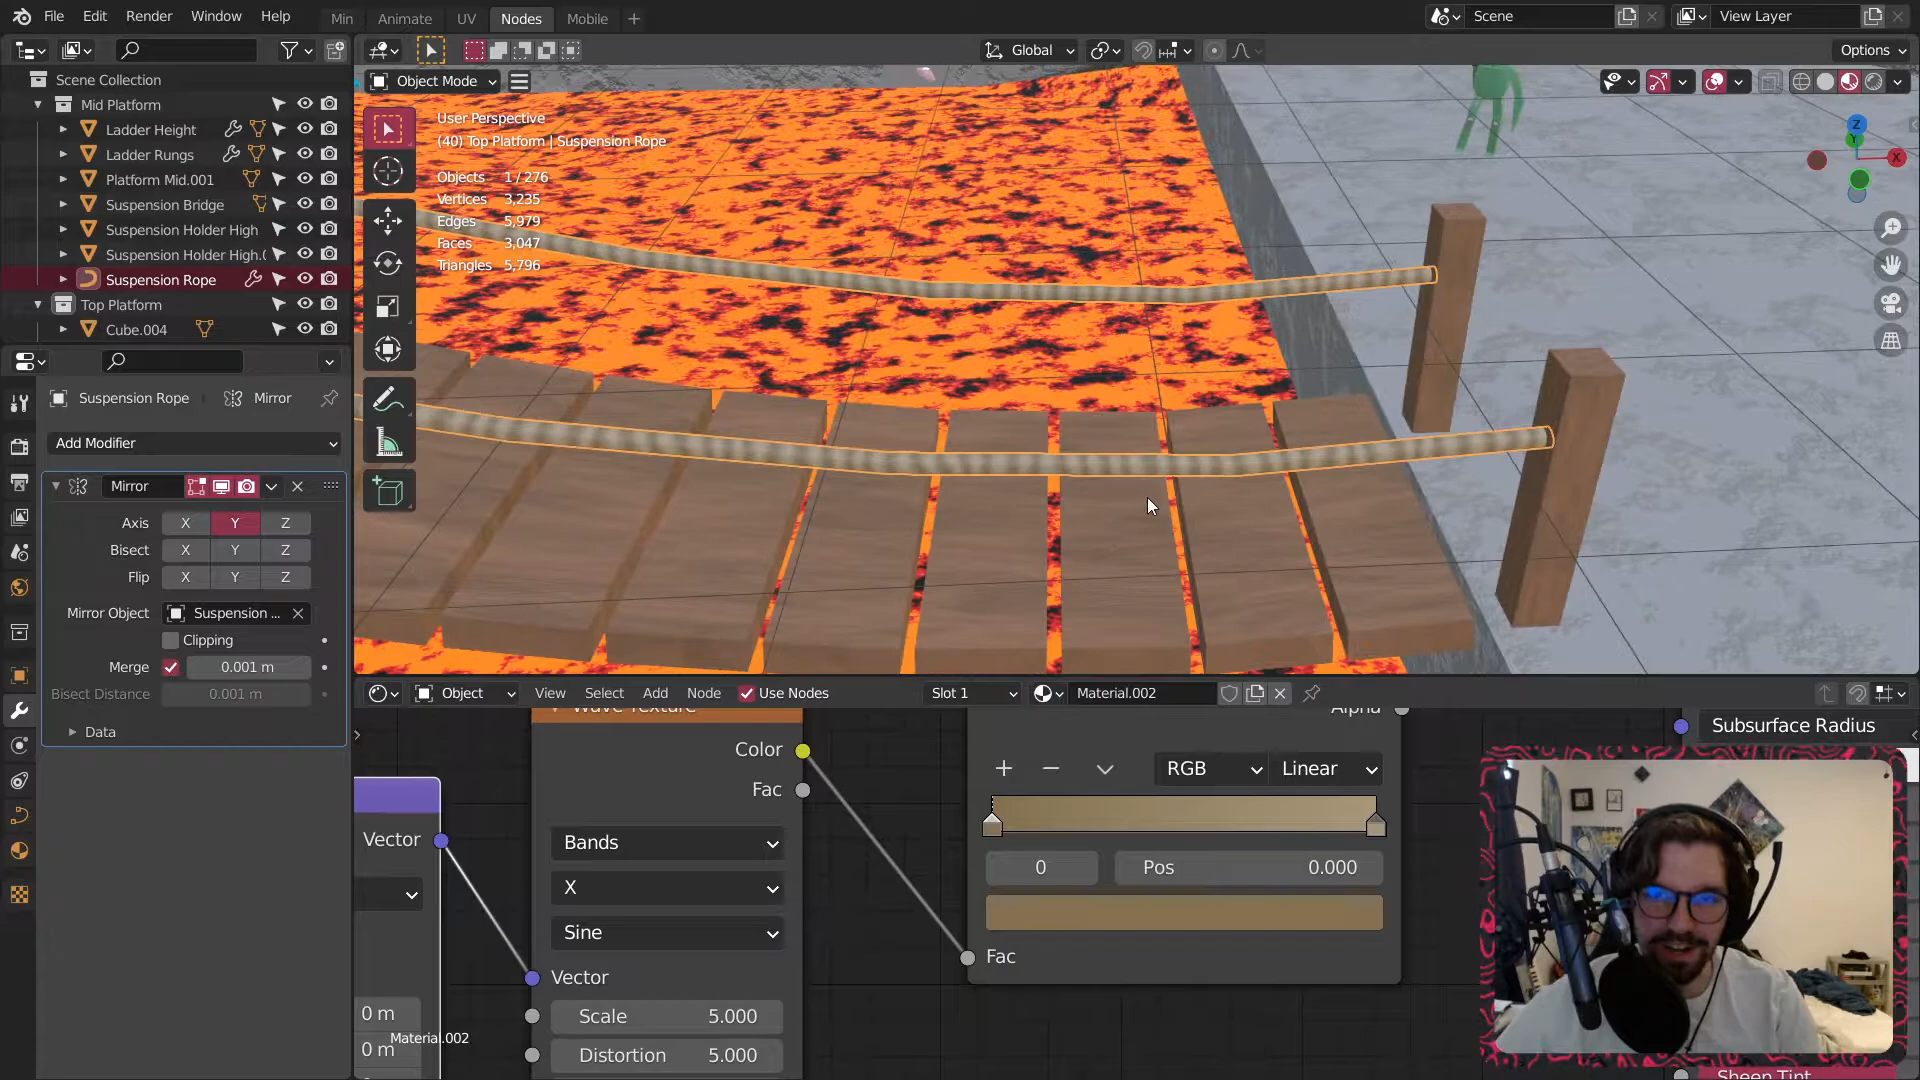 File Edit Render Window Help Min Animate UV Nodes Mobile + Scene View Layer
Global Options
Scene Collection
Mid Platform
Ladder Height
Ladder Rungs
Platform Mid.001
Suspension Bridge
Suspension Holder High
Suspension Holder High.0
Suspension Rope
Top Platform
Cube.004
Object Mode
User Perspective
(40) Top Platform | Suspension Rope
Objects 1 / 276
Vertices 3,235
Edges 5,979
Faces 3,047
Triangles 5,796
Z
Y
X
Suspension Rope Mirror
Add Modifier
Mirror
Axis X Y Z
Bisect X Y Z
Flip X Y Z
Mirror Object Suspension ...
Clipping
Merge 0.001 m
Bisect Distance 0.001 m
Data
Object View Select Add Node Use Nodes Slot 1 Material.002
Wave Texture
Color
Fac
Bands
X
Sine
Vector
Scale 5.000
Distortion 5.000
Vector
0 m
0 m
Material.002
Alpha
RGB Linear
0 Pos 0.000
Fac
Subsurface Radius
Sheen Tint